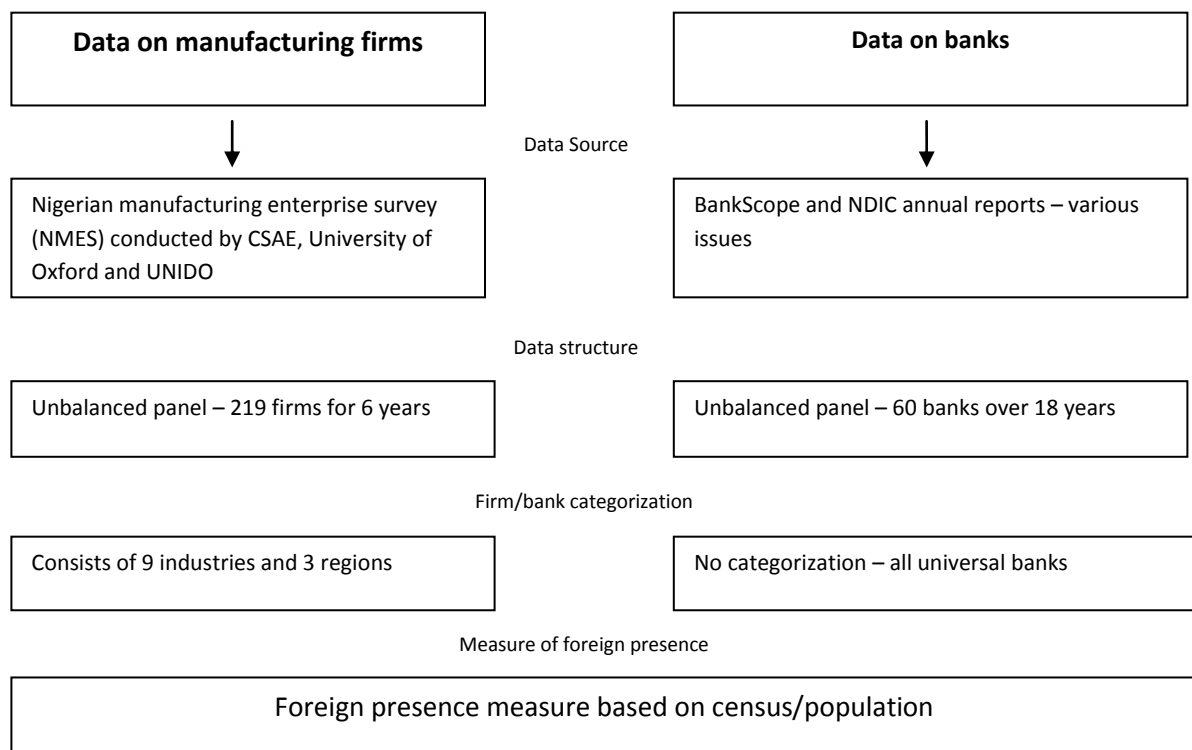 Data on manufacturing firms
Data on banks
Data Source
Nigerian manufacturing enterprise survey
(NMES) conducted by CSAE, University of
Oxford and UNIDO
BankScope and NDIC annual reports – various
issues
Data structure
Unbalanced panel – 219 firms for 6 years
Unbalanced panel – 60 banks over 18 years
Firm/bank categorization
Consists of 9 industries and 3 regions
No categorization – all universal banks
Measure of foreign presence
Foreign presence measure based on census/population